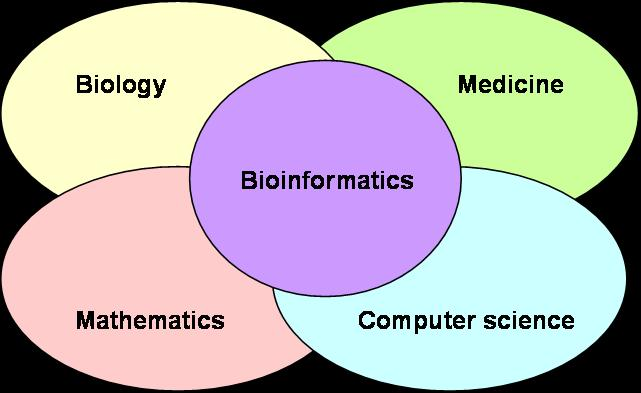 Biology
Medicine
Bioinformatics
Mathematics
Computer science